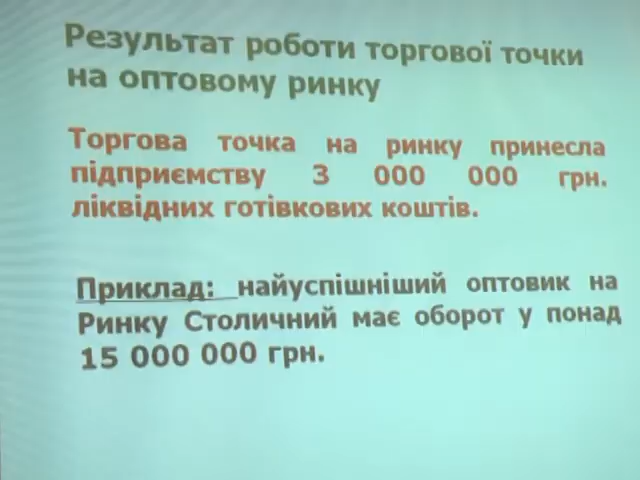 Результат роботи торгової точки
на оптовому ринку
Торгова точка на ринку принесла
підприємству 3 000 000 грн.
ліквідних готівкових коштів.
Приклад: найуспішніший оптовик на
Ринку Столичний має оборот у понад
15 000 000 грн.